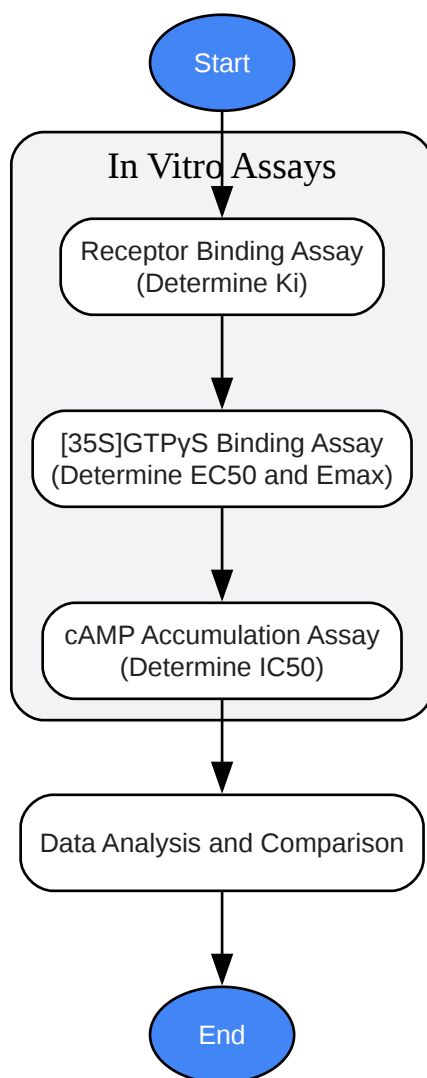 Start
In Vitro Assays
Receptor Binding Assay
(Determine Ki)
[35S]GTPγS Binding Assay
(Determine EC50 and Emax)
cAMP Accumulation Assay
(Determine IC50)
Data Analysis and Comparison
End